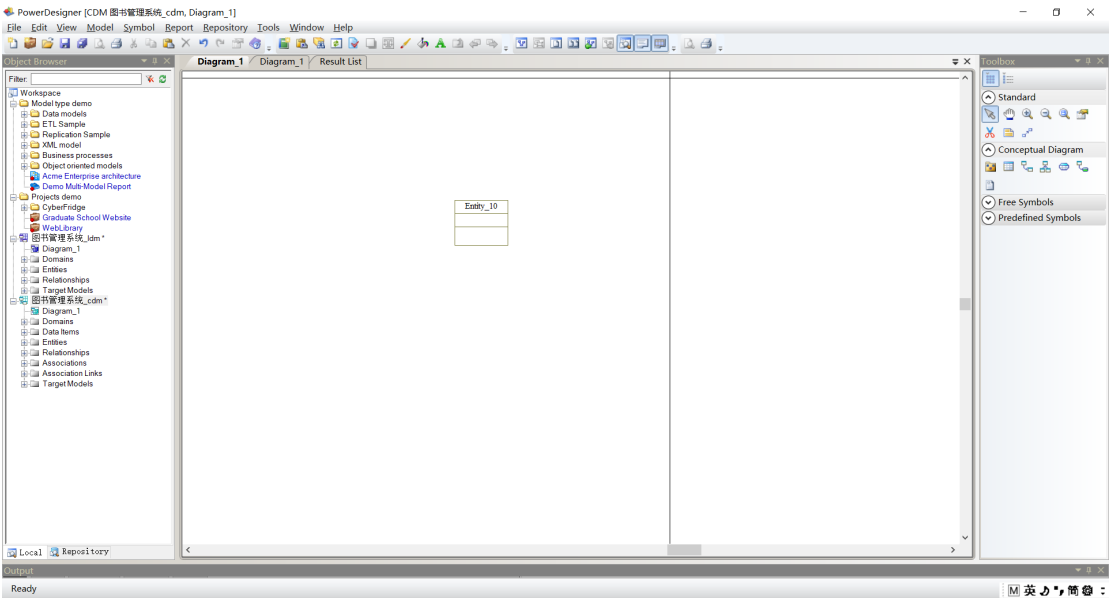 PowerDesigner [CDM 图书管理系统_cdm, Diagram_1]
File Edit View Model Symbol Report Repository Tools Window Help
Object Browser
Diagram_1 Diagram_1 Result List
Toolbox
Filter:
Workspace
Model type demo
Data models
ETL Sample
Replication Sample
XML model
Business processes
Object oriented models
Acme Enterprise architecture
Demo Multi-Model Report
Projects demo
CyberFridge
Graduate School Website
WebLibrary
图书管理系统_ldm *
Diagram_1
Domains
Entities
Relationships
Target Models
图书管理系统_cdm *
Diagram_1
Domains
Data Items
Entities
Relationships
Associations
Association Links
Target Models
Entity_10
Standard
Conceptual Diagram
Free Symbols
Predefined Symbols
Local Repository
Output
Ready
M 英 简